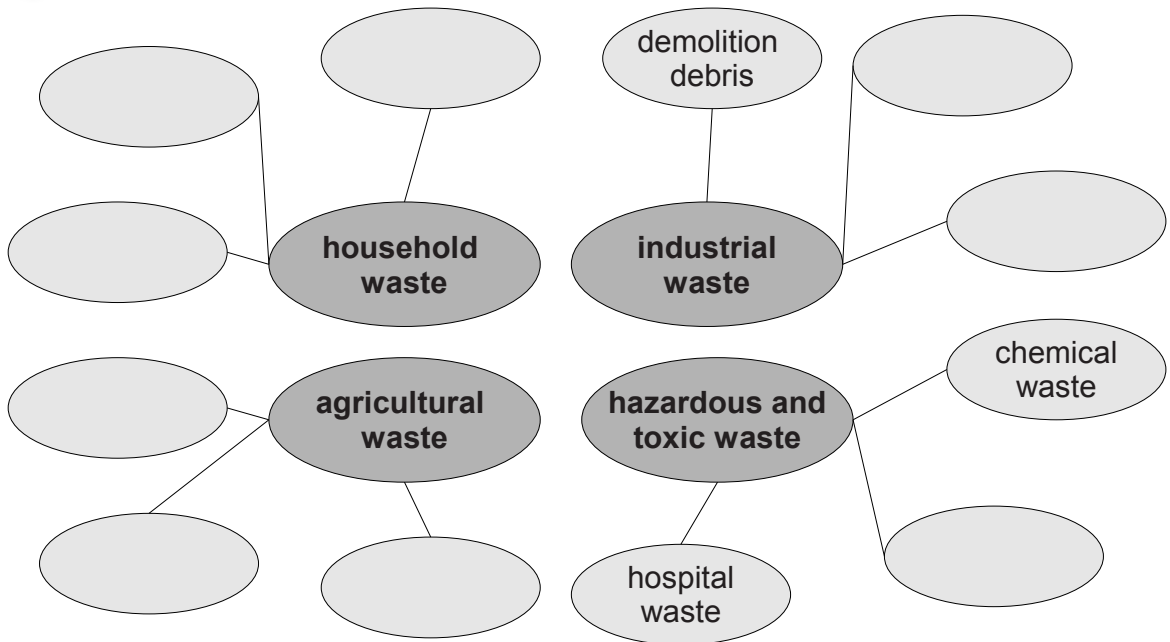 demolition
debris
household
waste
industrial
waste
chemical
waste
agricultural
waste
hazardous and
toxic waste
hospital
waste